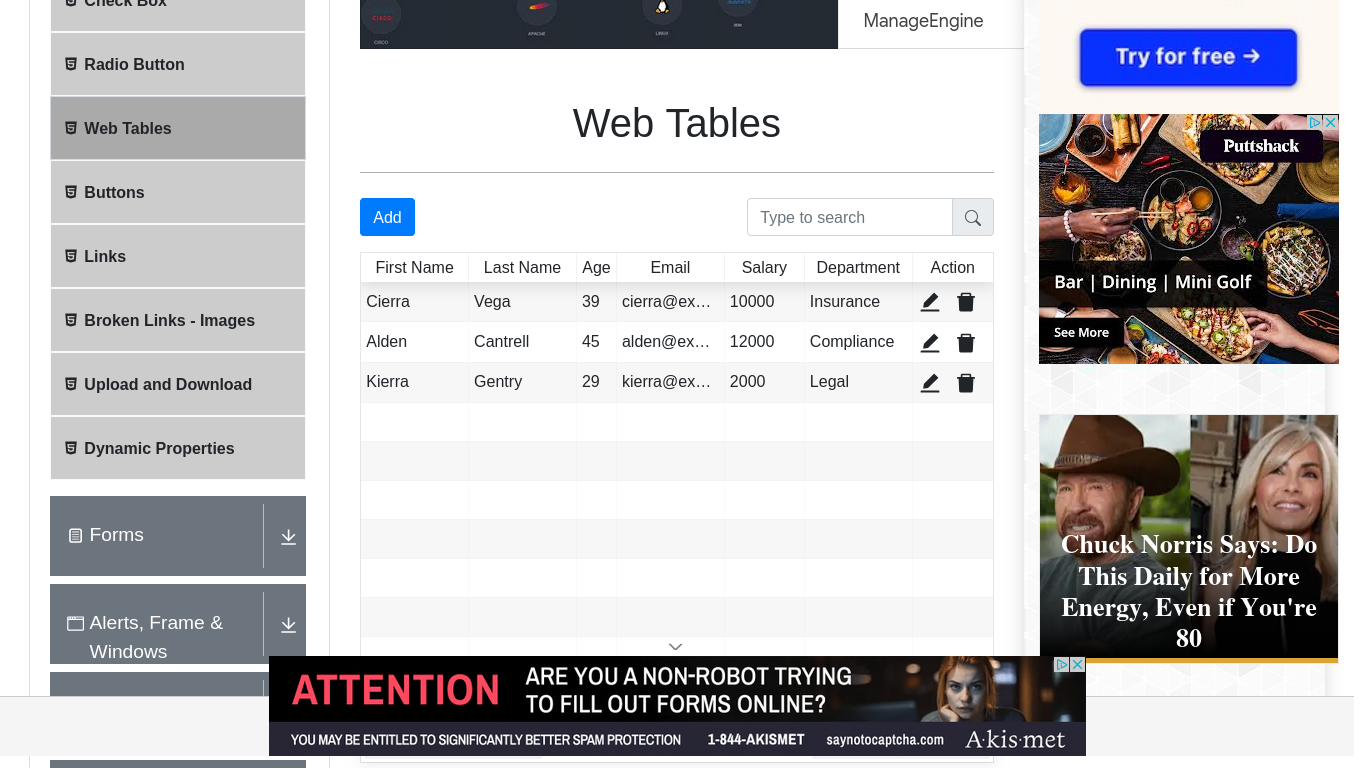 Check Box
Radio Button
Web Tables
Buttons
Links
Broken Links - Images
Upload and Download
Dynamic Properties
Forms
Alerts, Frame &
Windows
CISCO
CISCO
APACHE
LINUX
ManageEngine
Web Tables
Add
Type to search
First Name Last Name Age Email Salary Department Action
Cierra Vega 39 cierra@ex… 10000 Insurance
Alden Cantrell 45 alden@ex… 12000 Compliance
Kierra Gentry 29 kierra@ex… 2000 Legal
Try for free →
Puttshack
Bar | Dining | Mini Golf
See More
Chuck Norris Says: Do
This Daily for More
Energy, Even if You're
80
ATTENTION
ARE YOU A NON-ROBOT TRYING
TO FILL OUT FORMS ONLINE?
YOU MAY BE ENTITLED TO SIGNIFICANTLY BETTER SPAM PROTECTION 1-844-AKISMET saynotocaptcha.com A·kis·met